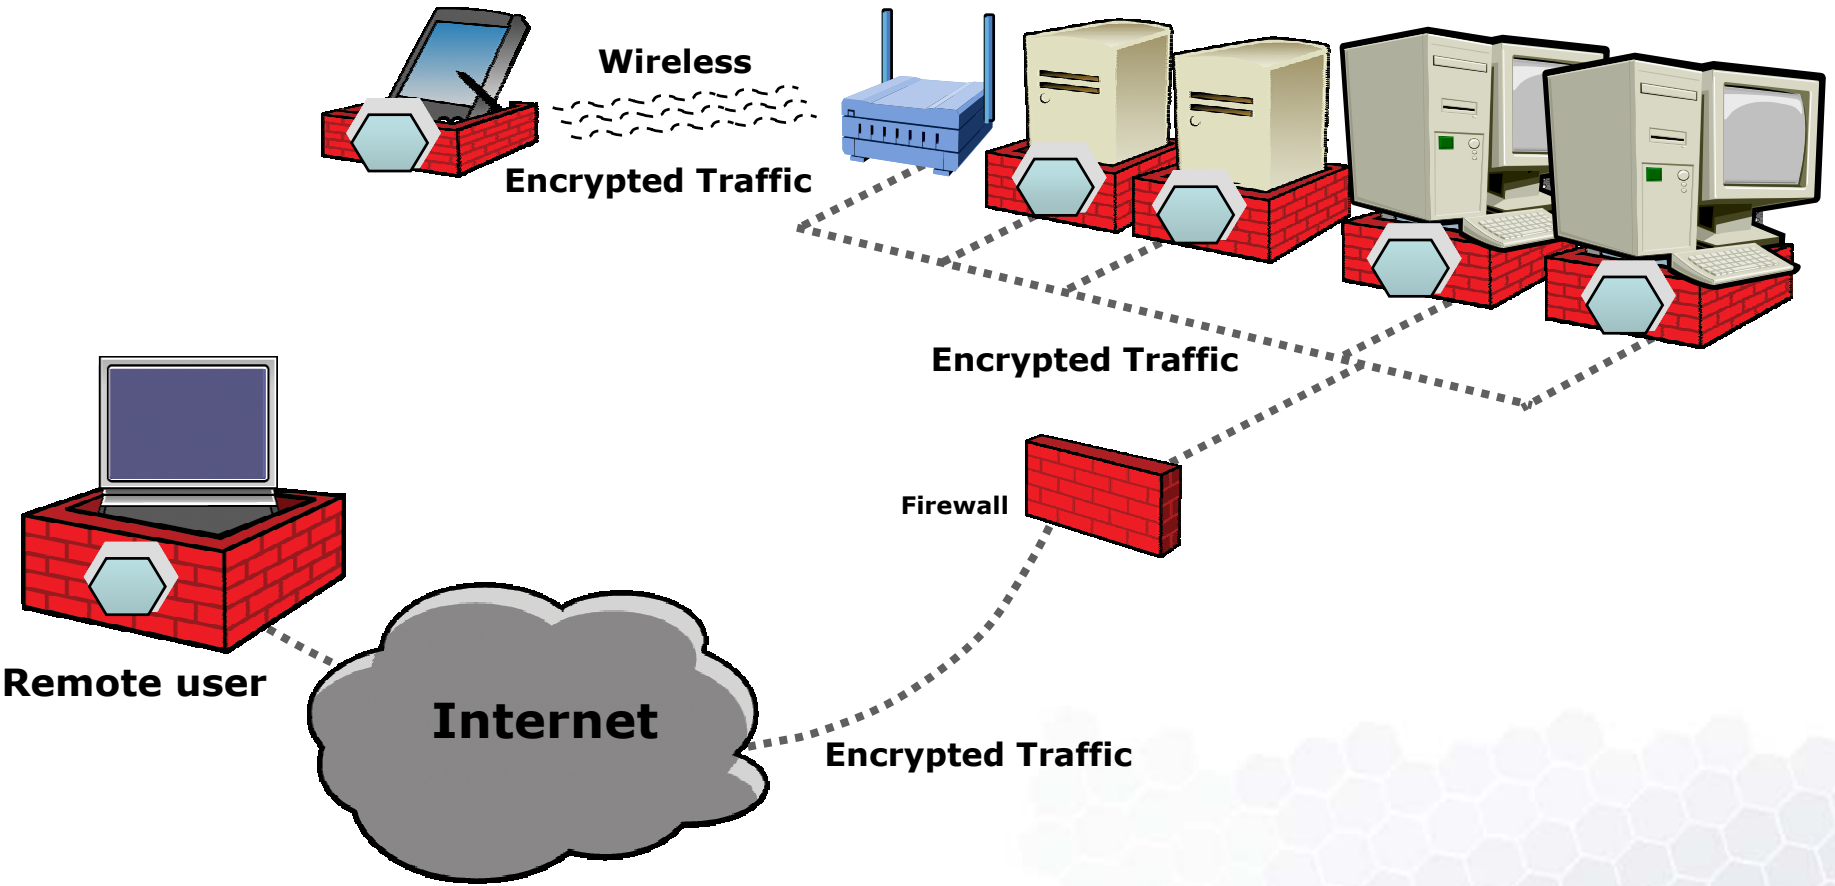 Wireless
Encrypted Traffic
Encrypted Traffic
Firewall
Remote user
Internet
Encrypted Traffic